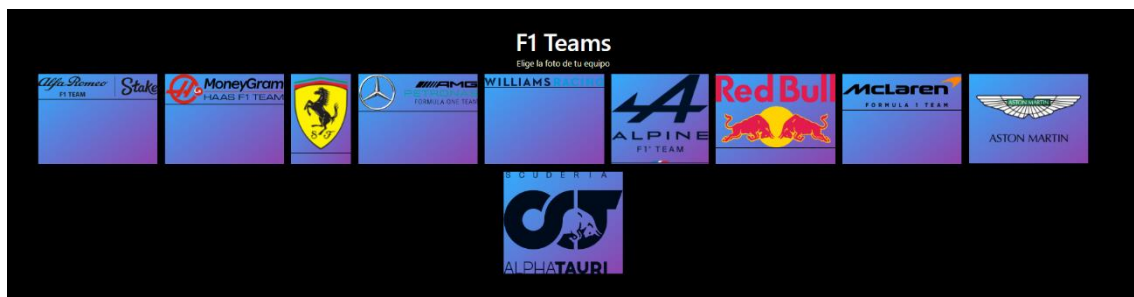 F1 Teams
Elige la foto de tu equipo
Alfa Romeo
F1 TEAM
Stake
MoneyGram
HAAS F1 TEAM
S F
AMG
PETRONAS
FORMULA ONE TEAM
WILLIAMS RACING
ALPINE
F1 TEAM
Red Bull
McLaren
FORMULA 1 TEAM
ASTON MARTIN
ASTON MARTIN
SCUDERIA
ALPHATAURI